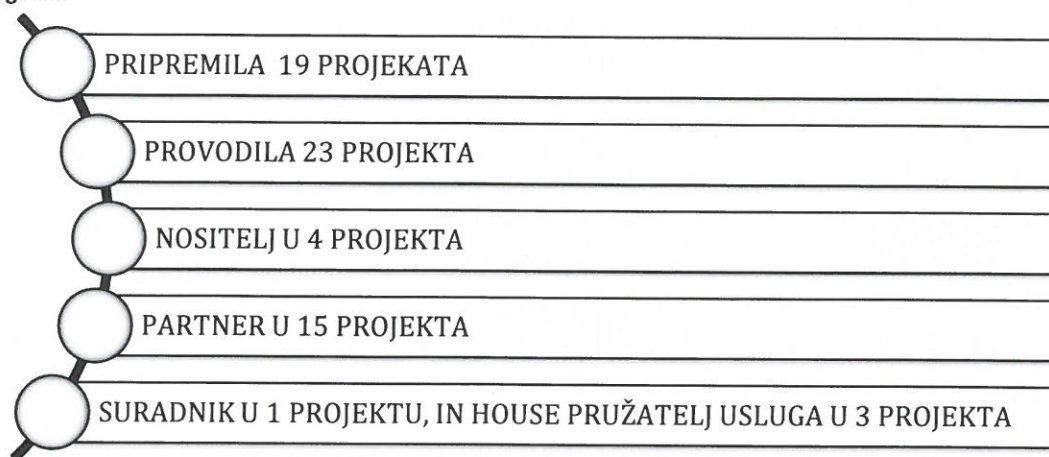 PRIPREMILA 19 PROJEKATA
PROVODILA 23 PROJEKTA
NOSITELJ U 4 PROJEKTA
PARTNER U 15 PROJEKTA
SURADNIK U 1 PROJEKTU, IN HOUSE PRUŽATELJ USLUGA U 3 PROJEKTA